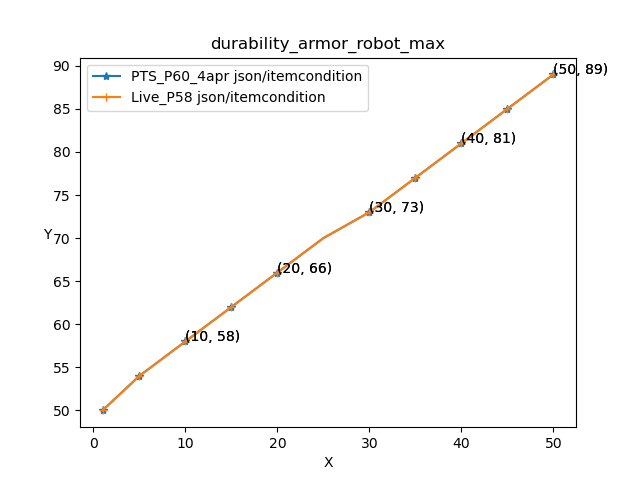 durability_armor_robot_max
PTS_P60_4apr json/itemcondition
Live_P58 json/itemcondition
(50, 89)
(40, 81)
(30, 73)
(20, 66)
(10, 58)
90
85
80
75
70
65
60
55
50
Y
0 10 20 30 40 50
X